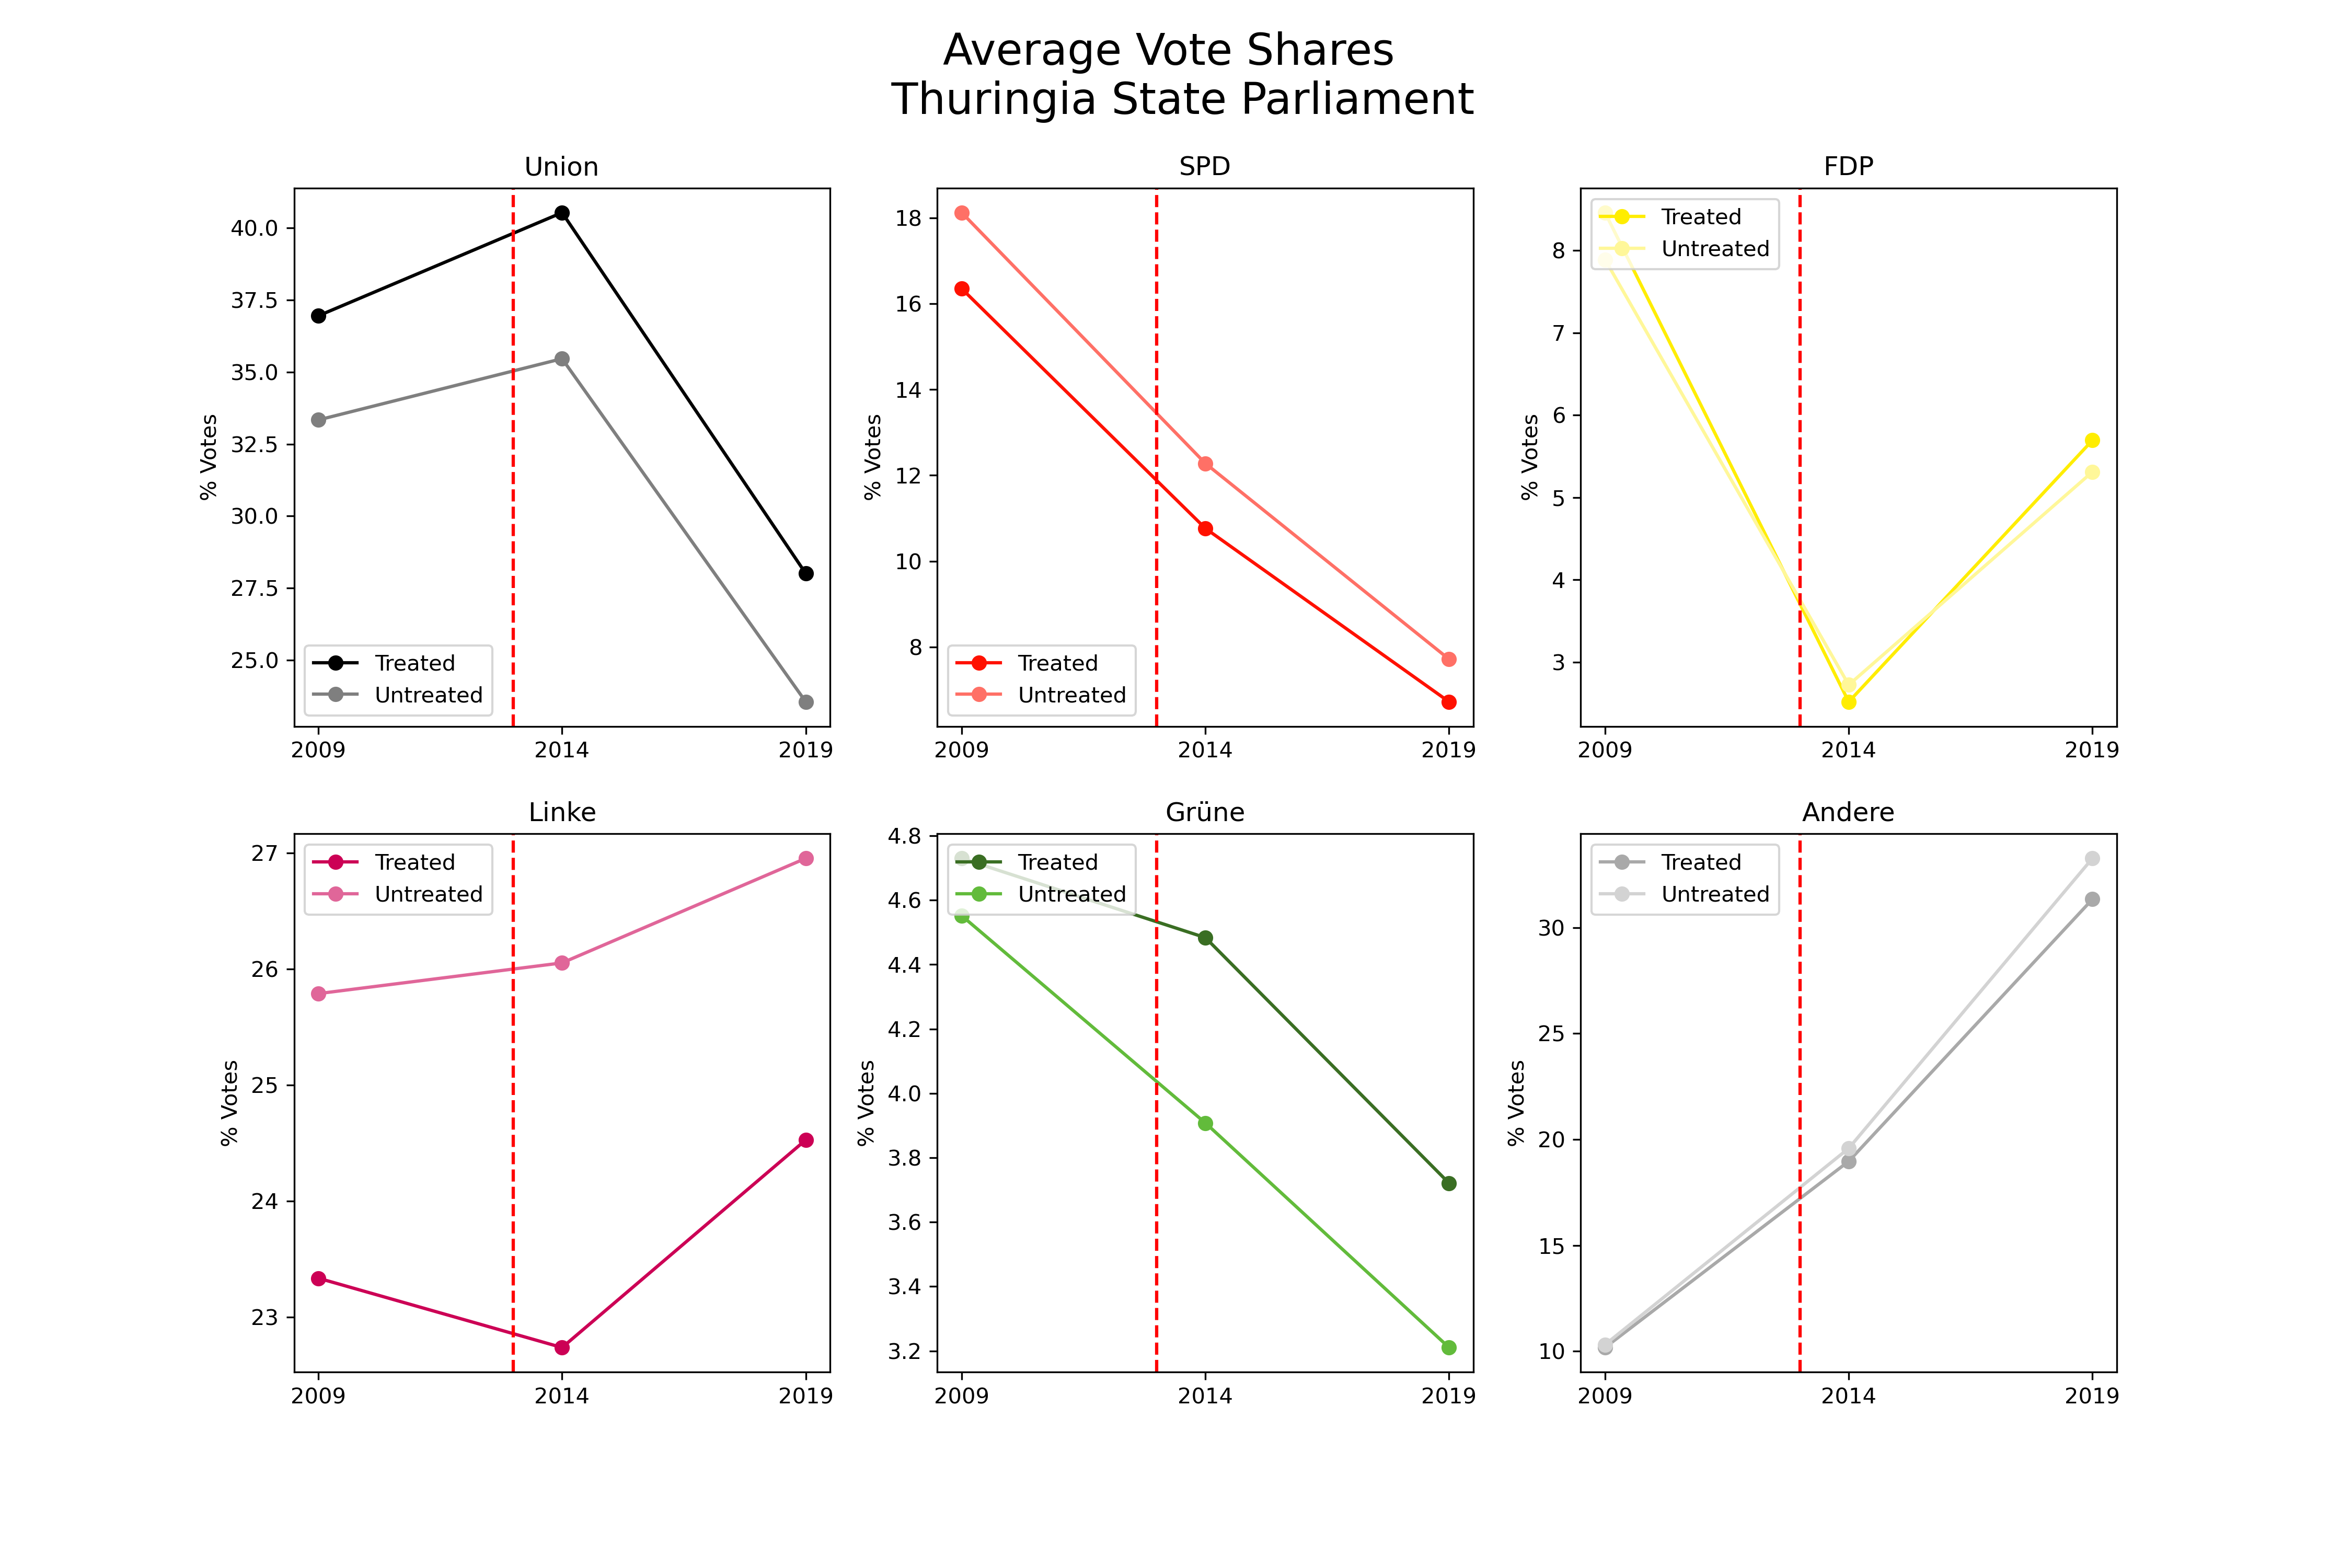 Average Vote Shares
Thuringia State Parliament
Union
% Votes
40.0
37.5
35.0
32.5
30.0
27.5
25.0
Treated
Untreated
2009 2014 2019
SPD
% Votes
18
16
14
12
10
8
Treated
Untreated
2009 2014 2019
FDP
% Votes
8
7
6
5
4
3
Treated
Untreated
2009 2014 2019
Linke
% Votes
27
26
25
24
23
Treated
Untreated
2009 2014 2019
Grüne
% Votes
4.8
4.6
4.4
4.2
4.0
3.8
3.6
3.4
3.2
Treated
Untreated
2009 2014 2019
Andere
% Votes
30
25
20
15
10
Treated
Untreated
2009 2014 2019